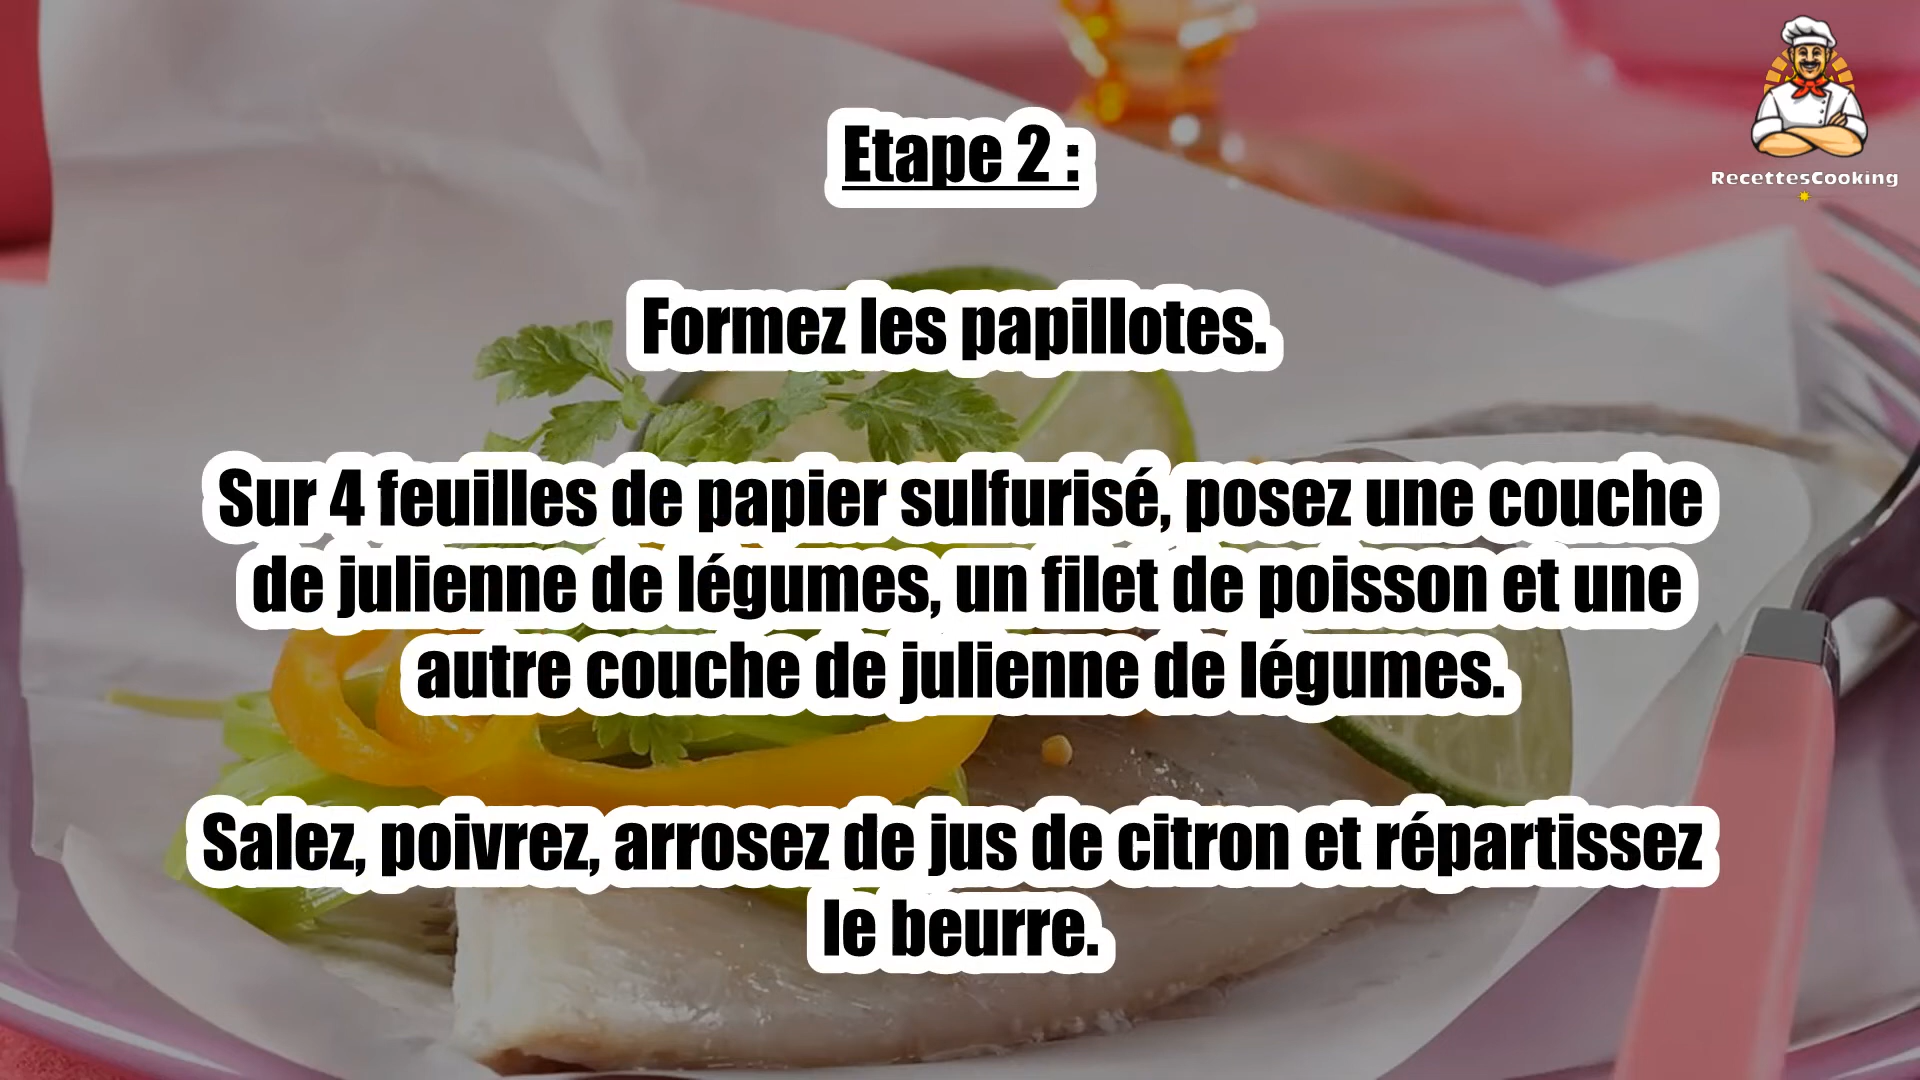 RecettesCooking
Etape 2 :
Formez les papillotes.
Sur 4 feuilles de papier sulfurisé, posez une couche
de julienne de légumes, un filet de poisson et une
autre couche de julienne de légumes.
Salez, poivrez, arrosez de jus de citron et répartissez
le beurre.